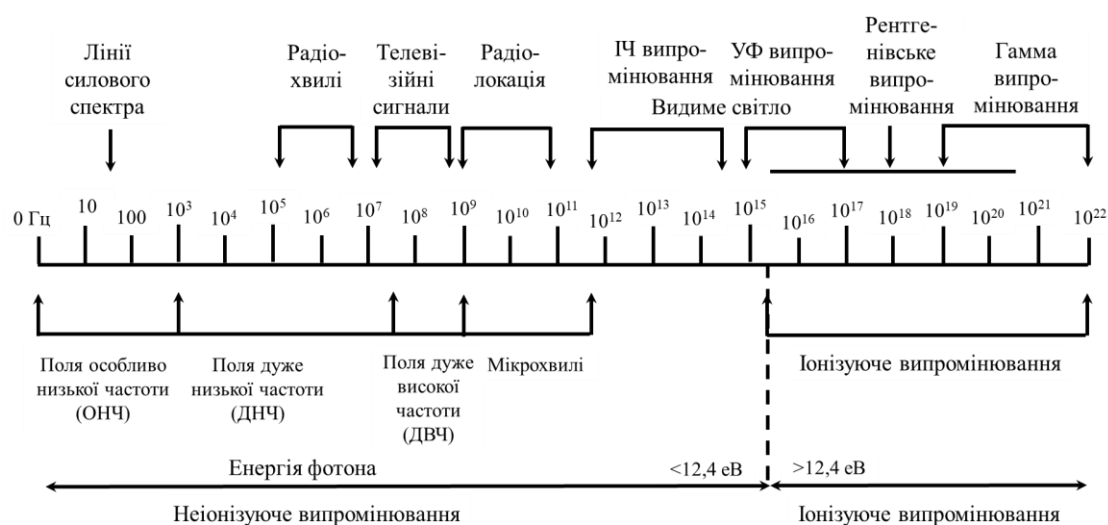 Лінії
силового
спектра
Радіо-
хвилі
Телеві-
зійні
сигнали
Радіо-
локація
ІЧ випро-
мінювання
УФ випро-
мінювання
Видиме світло
Рентге-
нівське
випро-
мінювання
Гамма
випро-
мінювання
0 Гц 10 100 10³ 10⁴ 10⁵ 10⁶ 10⁷ 10⁸ 10⁹ 10¹⁰ 10¹¹ 10¹² 10¹³ 10¹⁴ 10¹⁵ 10¹⁶ 10¹⁷ 10¹⁸ 10¹⁹ 10²⁰ 10²¹ 10²²
Поля особливо
низької частоти
(ОНЧ)
Поля дуже
низької частоти
(ДНЧ)
Поля дуже
високої
частоти
(ДВЧ)
Мікрохвилі
Іонізуюче випромінювання
Енергія фотона
<12,4 еВ
>12,4 еВ
Неіонізуюче випромінювання
Іонізуюче випромінювання